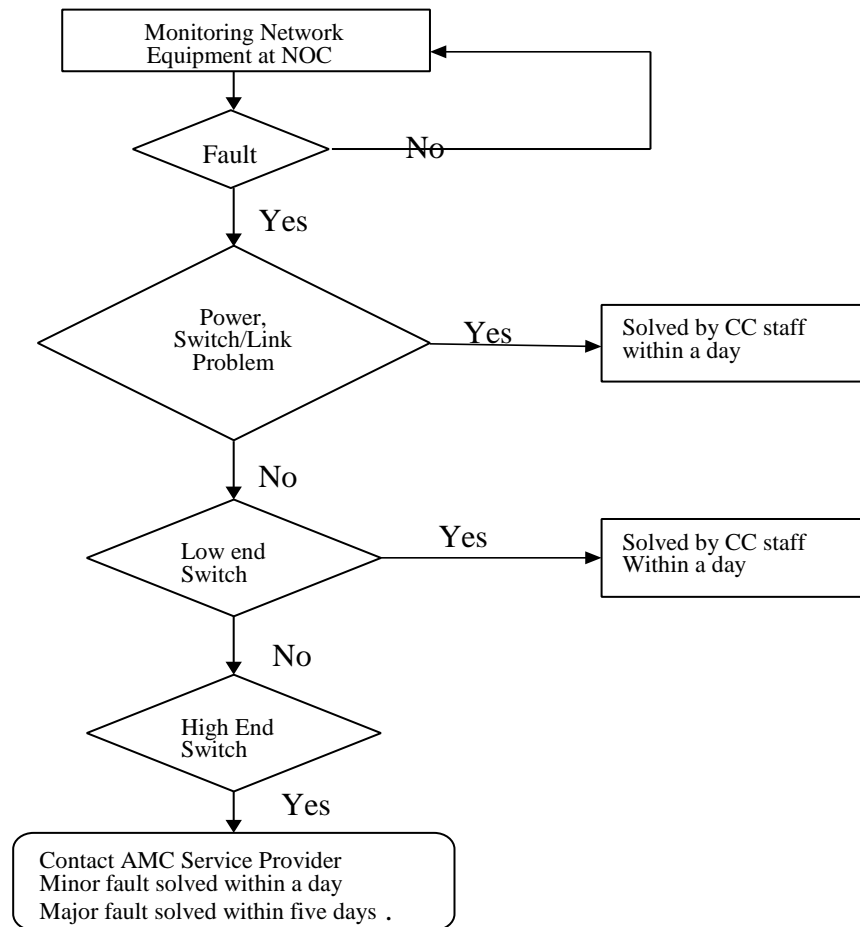 Monitoring Network
Equipment at NOC
Fault
No
Yes
Power,
Switch/Link
Problem
Yes
Solved by CC staff
within a day
No
Low end
Switch
Yes
Solved by CC staff
Within a day
No
High End
Switch
Yes
Contact AMC Service Provider
Minor fault solved within a day
Major fault solved within five days .